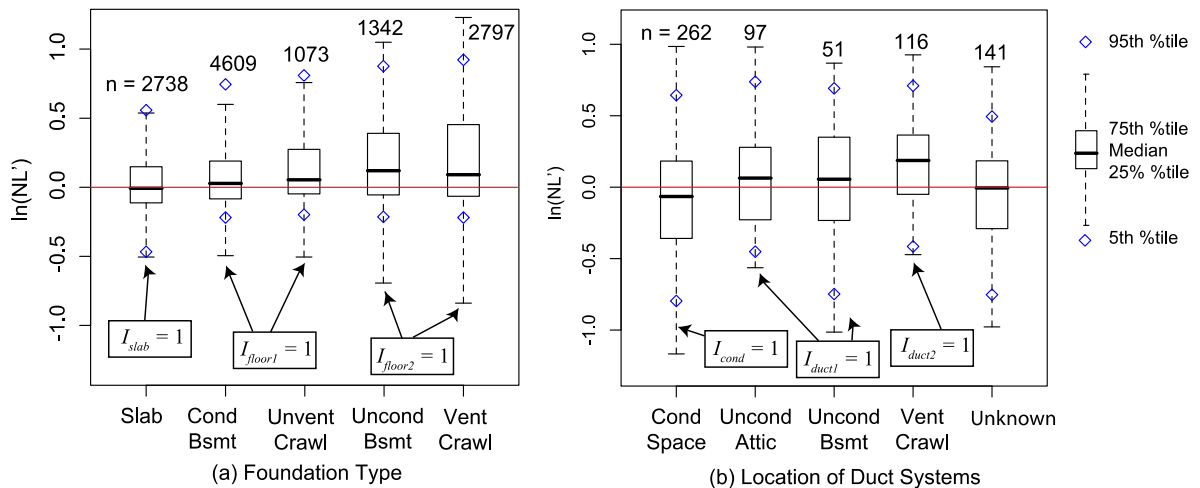 ln(NL')
1.0
0.5
0.0
-0.5
-1.0
n = 2738
4609
1073
1342
2797
I_slab = 1
I_floor1 = 1
I_floor2 = 1
Slab
Cond Bsmt
Unvent Crawl
Uncond Bsmt
Vent Crawl
(a) Foundation Type
ln(NL')
1.0
0.5
0.0
-0.5
-1.0
n = 262
97
51
116
141
I_cond = 1
I_duct1 = 1
I_duct2 = 1
Cond Space
Uncond Attic
Uncond Bsmt
Vent Crawl
Unknown
(b) Location of Duct Systems
95th %tile
75th %tile
Median
25% %tile
5th %tile